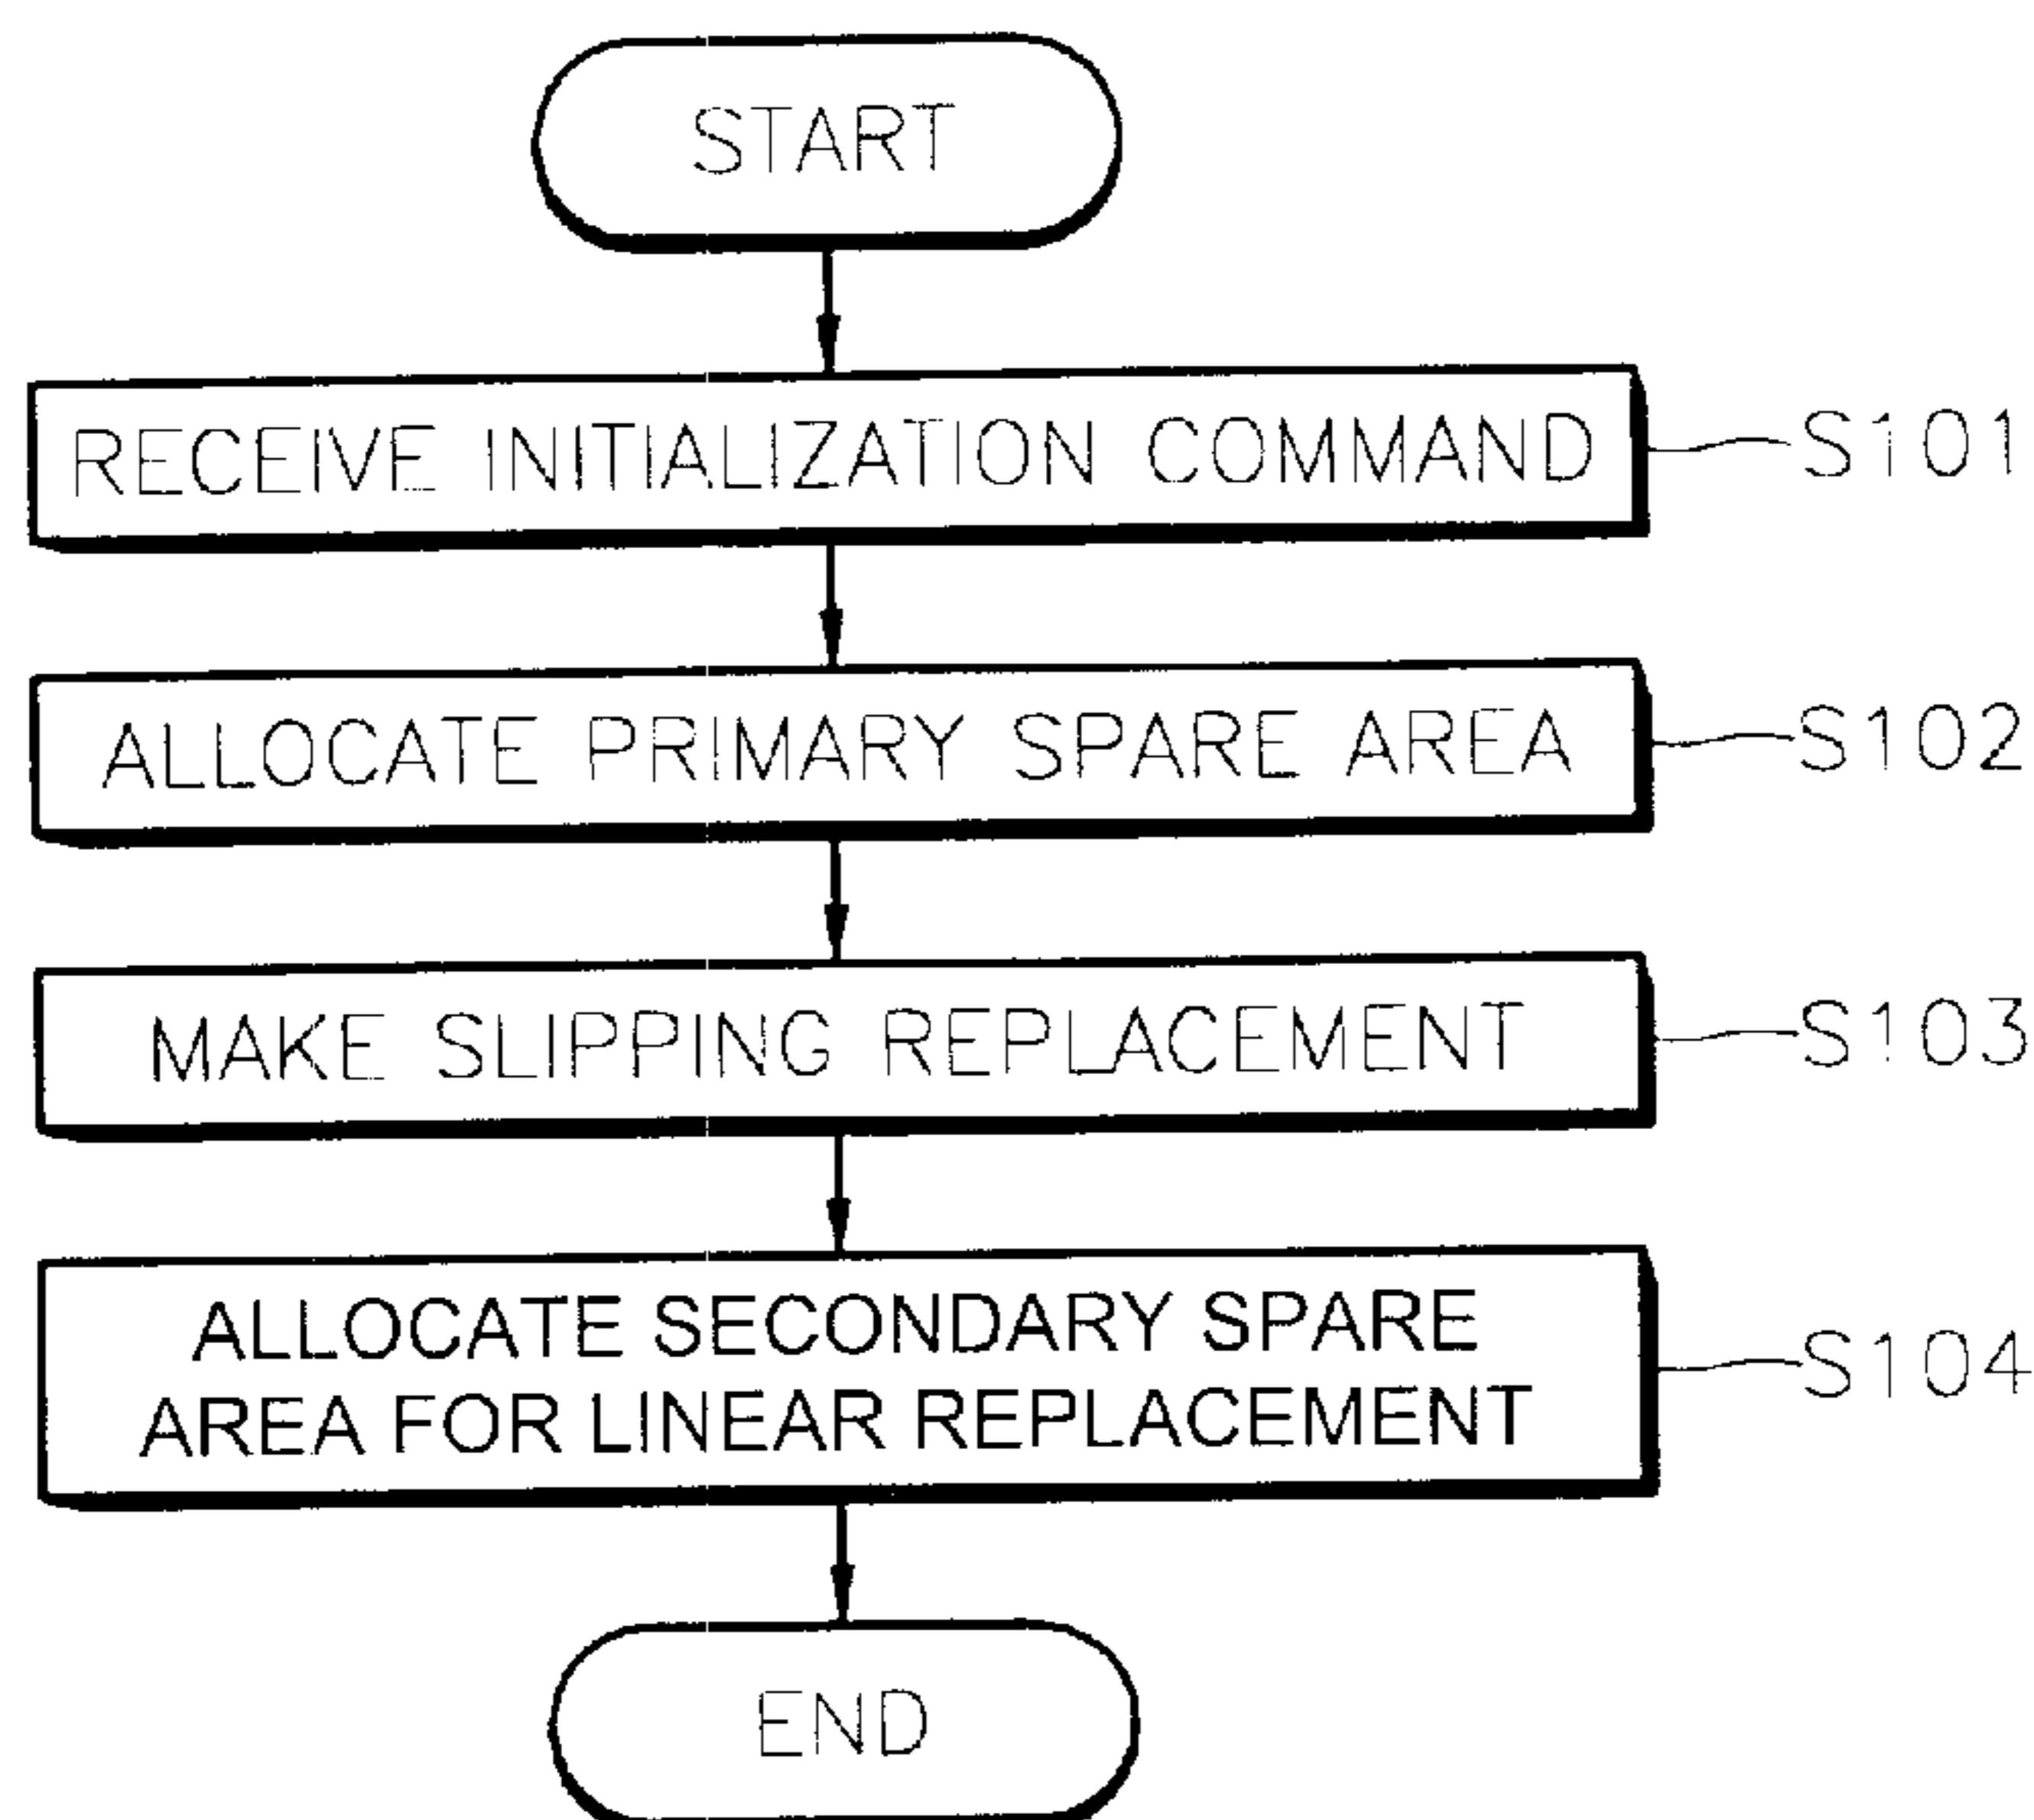 START
RECEIVE INITIALIZATION COMMAND
S101
ALLOCATE PRIMARY SPARE AREA
S102
MAKE SLIPPING REPLACEMENT
S103
ALLOCATE SECONDARY SPARE
AREA FOR LINEAR REPLACEMENT
S104
END